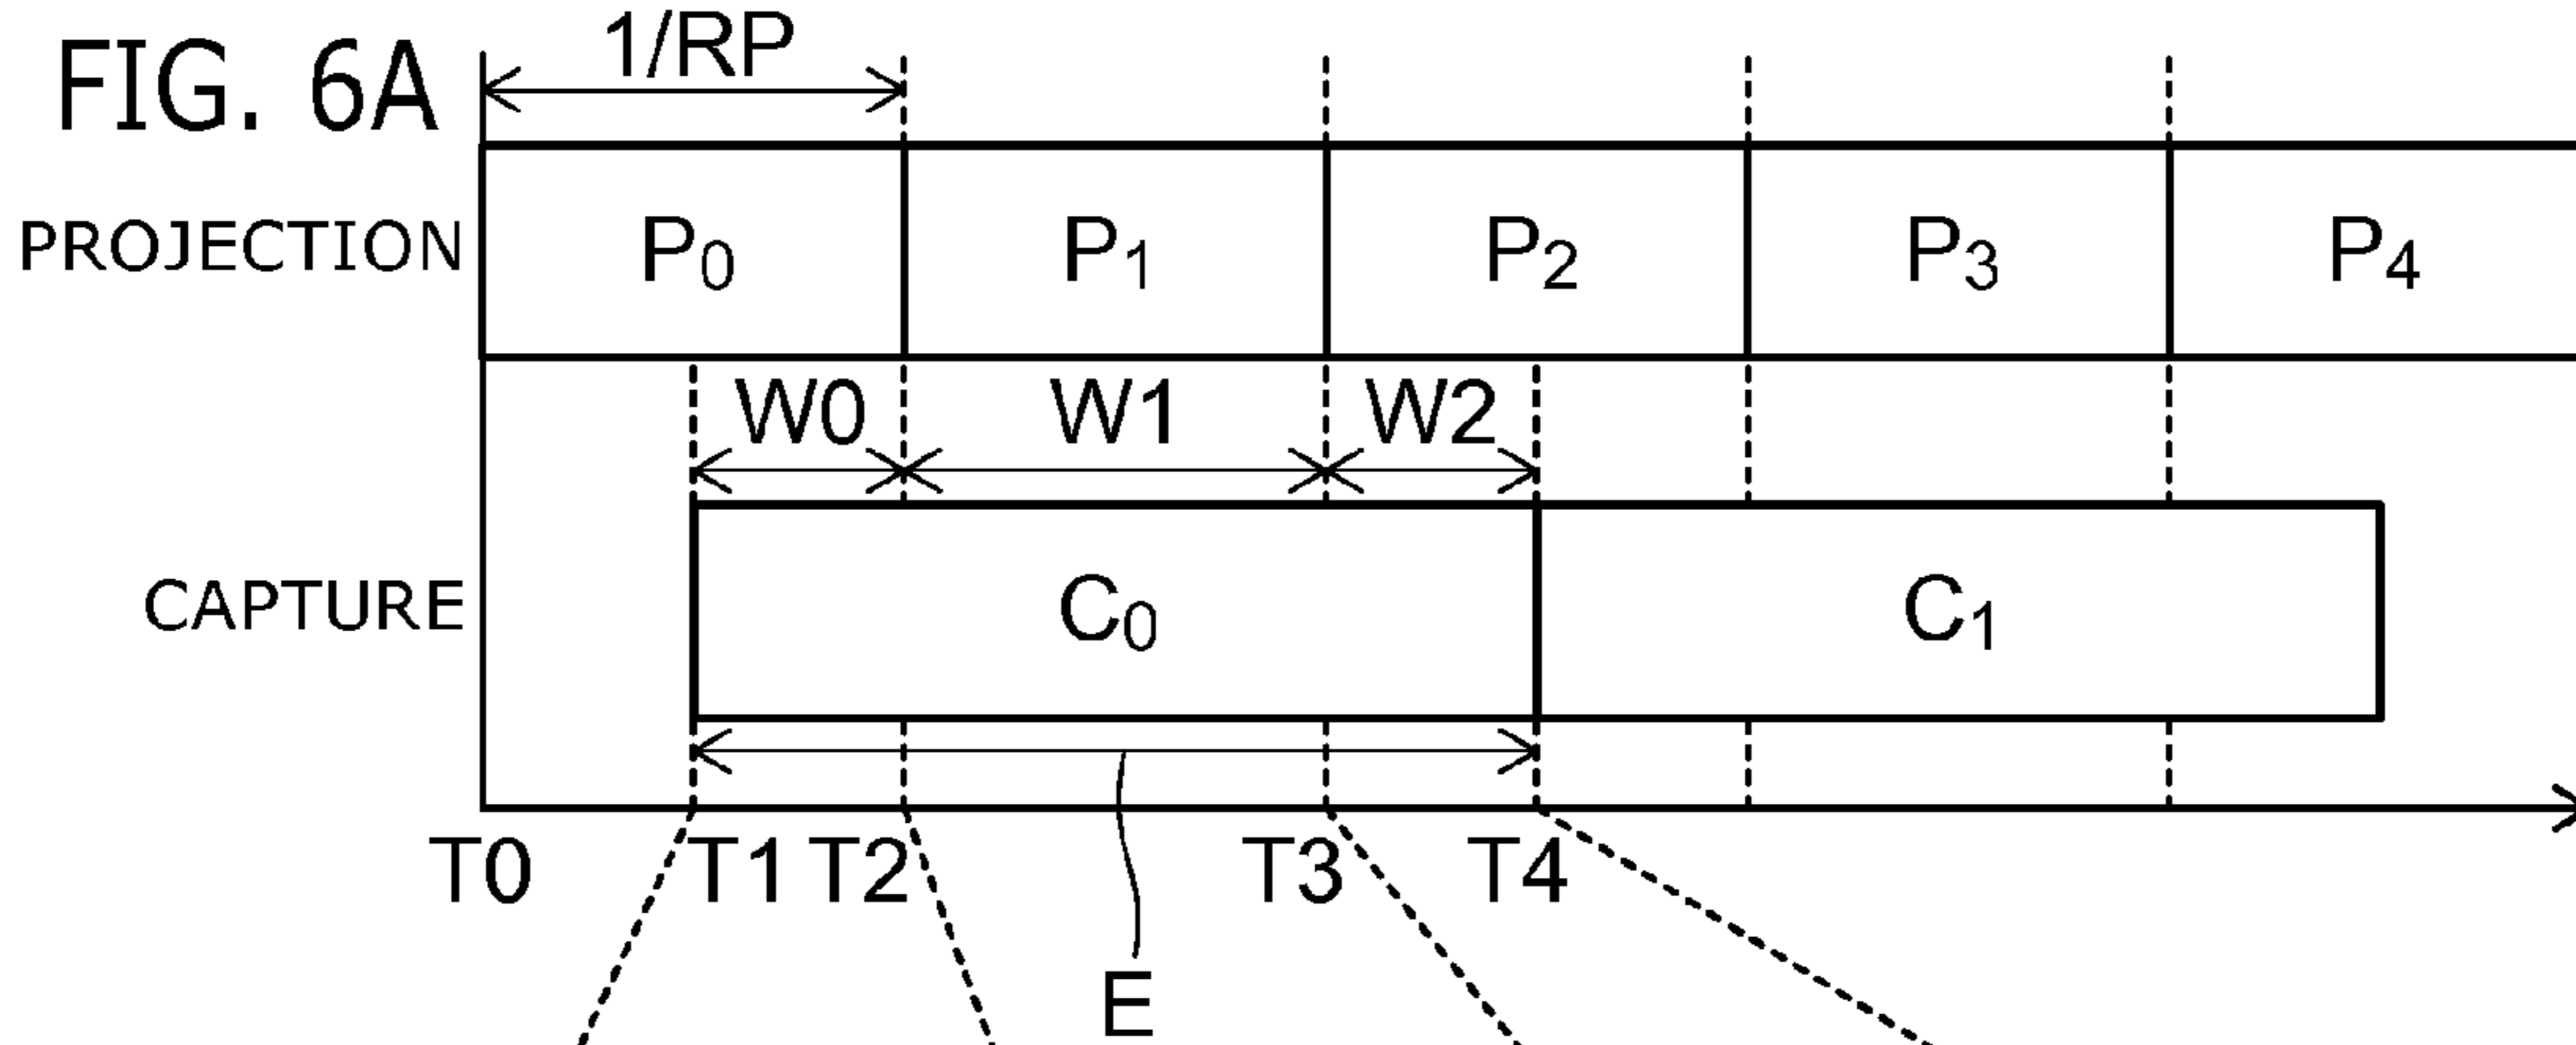 FIG. 6A
1/RP
PROJECTION P₀ P₁ P₂ P₃ P₄
W0 W1 W2
CAPTURE C₀ C₁
T0 T1 T2 T3 T4
E